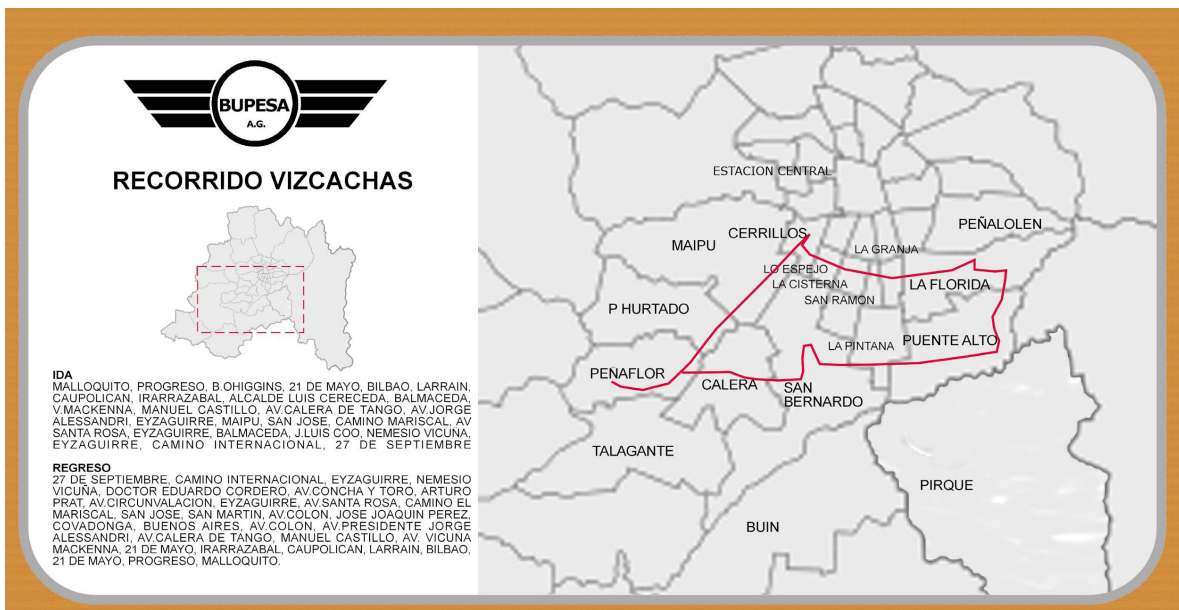 BUPESA
A.G.
RECORRIDO VIZCACHAS
IDA
MALLOQUITO, PROGRESO, B.OHIGGINS, 21 DE MAYO, BILBAO, LARRAIN,
CAUPOLICAN, IRARRAZABAL, ALCALDE LUIS CERECEDA, BALMACEDA,
V.MACKENNA, MANUEL CASTILLO, AV.CALERA DE TANGO, AV.JORGE
ALESSANDRI, EYZAGUIRRE, MAIPU, SAN JOSE, CAMINO MARISCAL, AV
SANTA ROSA, EYZAGUIRRE, BALMACEDA, J.LUIS COO, NEMESIO VICUÑA,
EYZAGUIRRE, CAMINO INTERNACIONAL, 27 DE SEPTIEMBRE
REGRESO
27 DE SEPTIEMBRE, CAMINO INTERNACIONAL, EYZAGUIRRE, NEMESIO
VICUÑA, DOCTOR EDUARDO CORDERO, AV.CONCHA Y TORO, ARTURO
PRAT, AV.CIRCUNVALACION, EYZAGUIRRE, AV.SANTA ROSA, CAMINO EL
MARISCAL, SAN JOSE, SAN MARTIN, AV.COLON, JOSE JOAQUIN PEREZ,
COVADONGA, BUENOS AIRES, AV.COLON, AV.PRESIDENTE JORGE
ALESSANDRI, AV.CALERA DE TANGO, MANUEL CASTILLO, AV. VICUÑA
MACKENNA, 21 DE MAYO, IRARRAZABAL, CAUPOLICAN, LARRAIN, BILBAO,
21 DE MAYO, PROGRESO, MALLOQUITO.
ESTACION CENTRAL
PEÑALOLEN
CERRILLOS
MAIPU
LA GRANJA
LO ESPEJO
LA CISTERNA
LA FLORIDA
SAN RAMON
P HURTADO
PUENTE ALTO
LA PINTANA
PEÑAFLOR
CALERA
SAN
BERNARDO
TALAGANTE
PIRQUE
BUIN